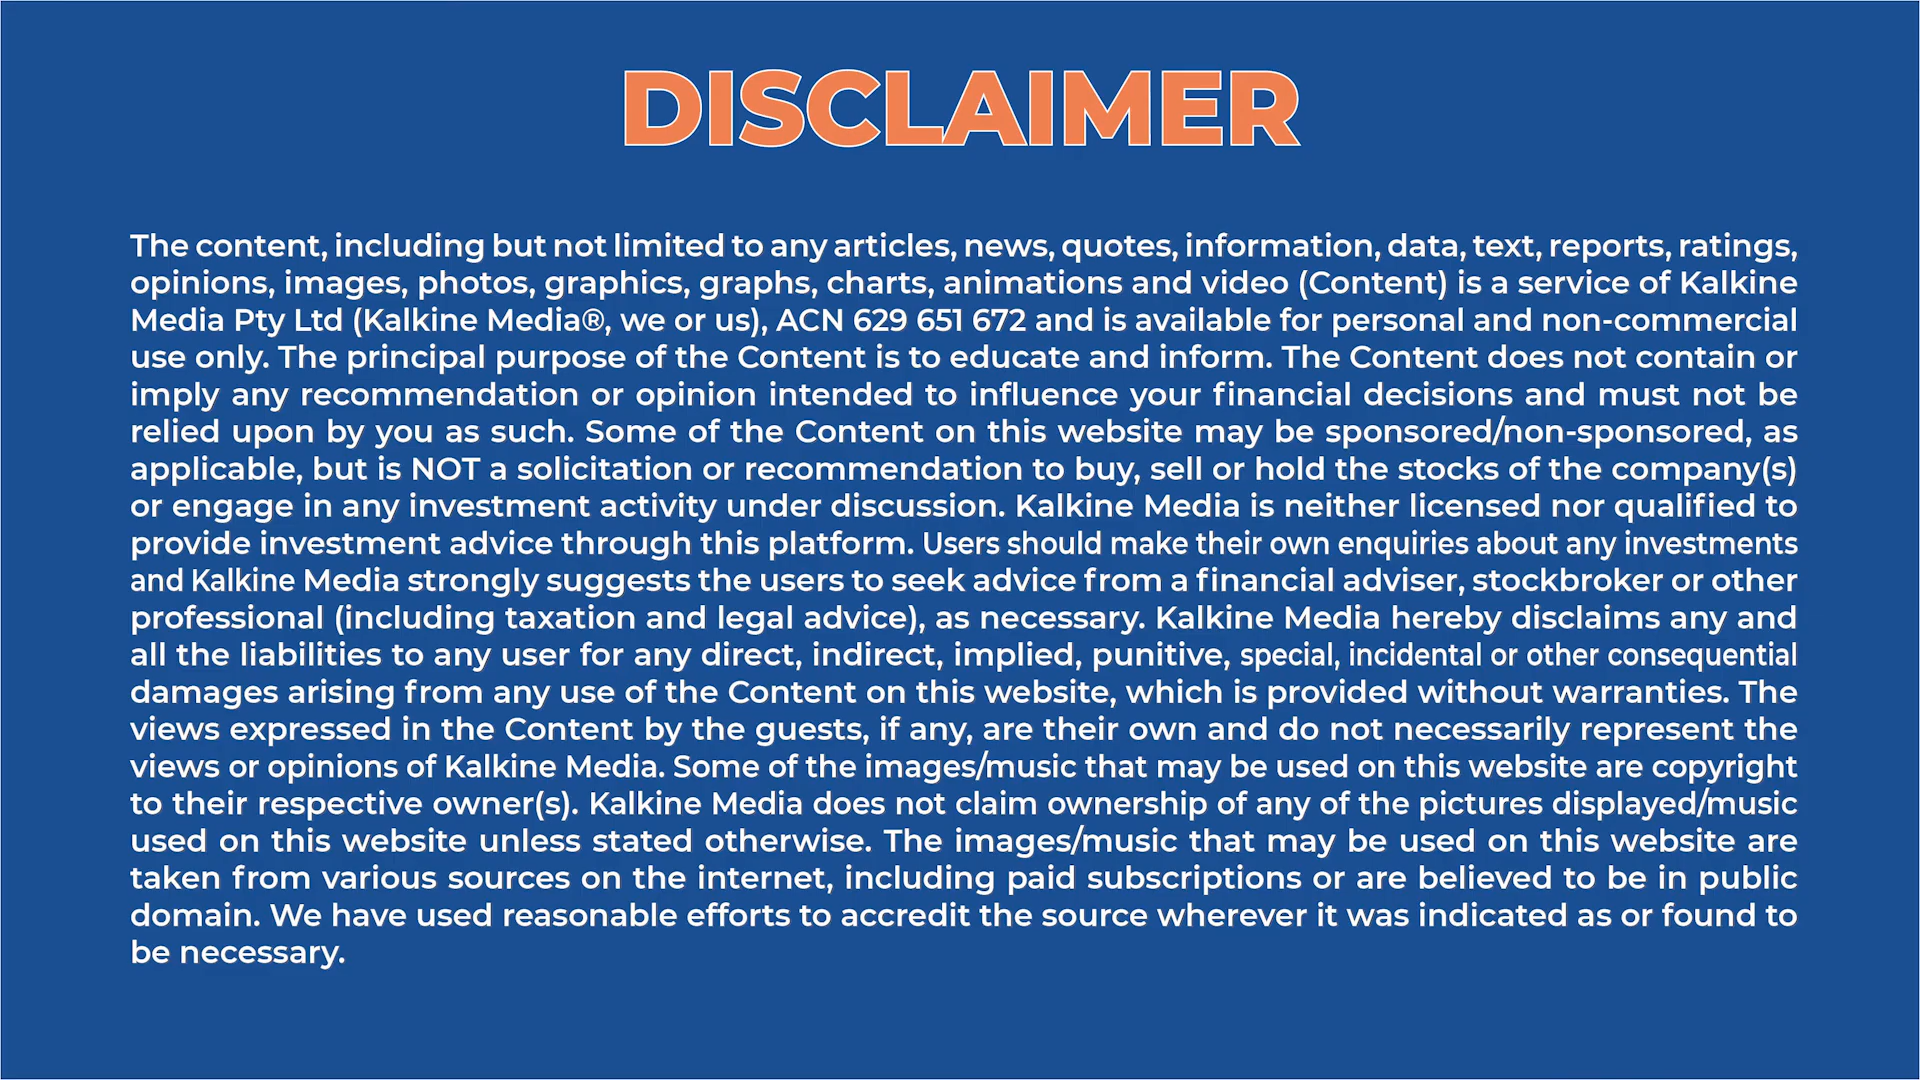 DISCLAIMER
The content, including but not limited to any articles, news, quotes, information, data, text, reports, ratings,
opinions, images, photos, graphics, graphs, charts, animations and video (Content) is a service of Kalkine
Media Pty Ltd (Kalkine Media®, we or us), ACN 629 651 672 and is available for personal and non-commercial
use only. The principal purpose of the Content is to educate and inform. The Content does not contain or
imply any recommendation or opinion intended to influence your financial decisions and must not be
relied upon by you as such. Some of the Content on this website may be sponsored/non-sponsored, as
applicable, but is NOT a solicitation or recommendation to buy, sell or hold the stocks of the company(s)
or engage in any investment activity under discussion. Kalkine Media is neither licensed nor qualified to
provide investment advice through this platform. Users should make their own enquiries about any investments
and Kalkine Media strongly suggests the users to seek advice from a financial adviser, stockbroker or other
professional (including taxation and legal advice), as necessary. Kalkine Media hereby disclaims any and
all the liabilities to any user for any direct, indirect, implied, punitive, special, incidental or other consequential
damages arising from any use of the Content on this website, which is provided without warranties. The
views expressed in the Content by the guests, if any, are their own and do not necessarily represent the
views or opinions of Kalkine Media. Some of the images/music that may be used on this website are copyright
to their respective owner(s). Kalkine Media does not claim ownership of any of the pictures displayed/music
used on this website unless stated otherwise. The images/music that may be used on this website are
taken from various sources on the internet, including paid subscriptions or are believed to be in public
domain. We have used reasonable efforts to accredit the source wherever it was indicated as or found to
be necessary.